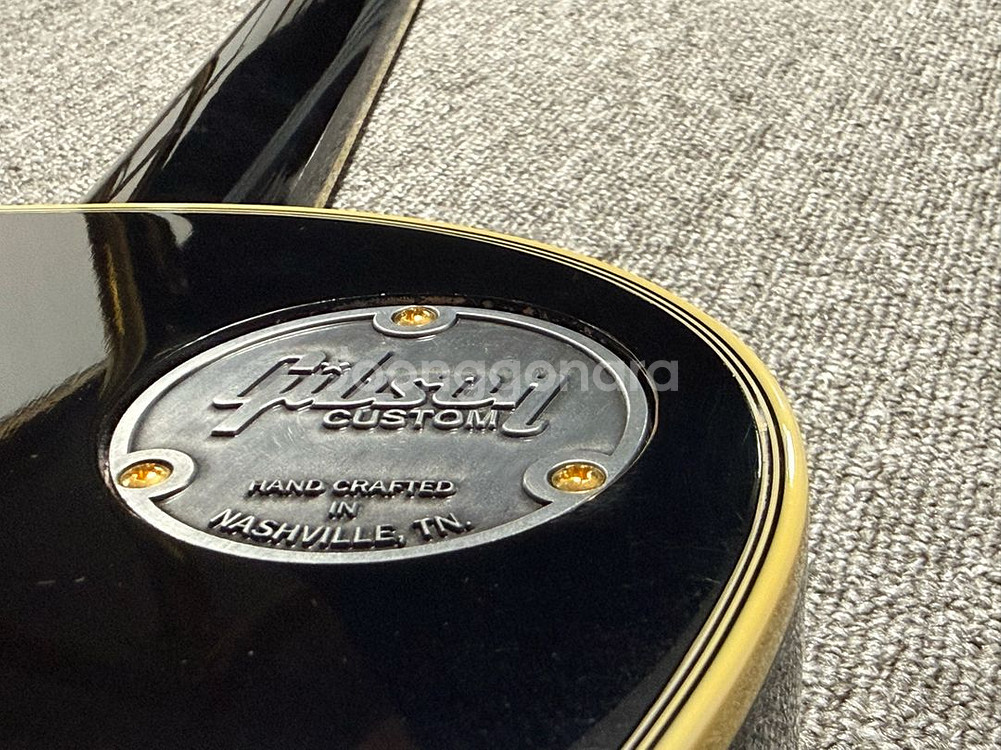 Gibson
CUSTOM
HAND CRAFTED
IN
NASHVILLE, TN.